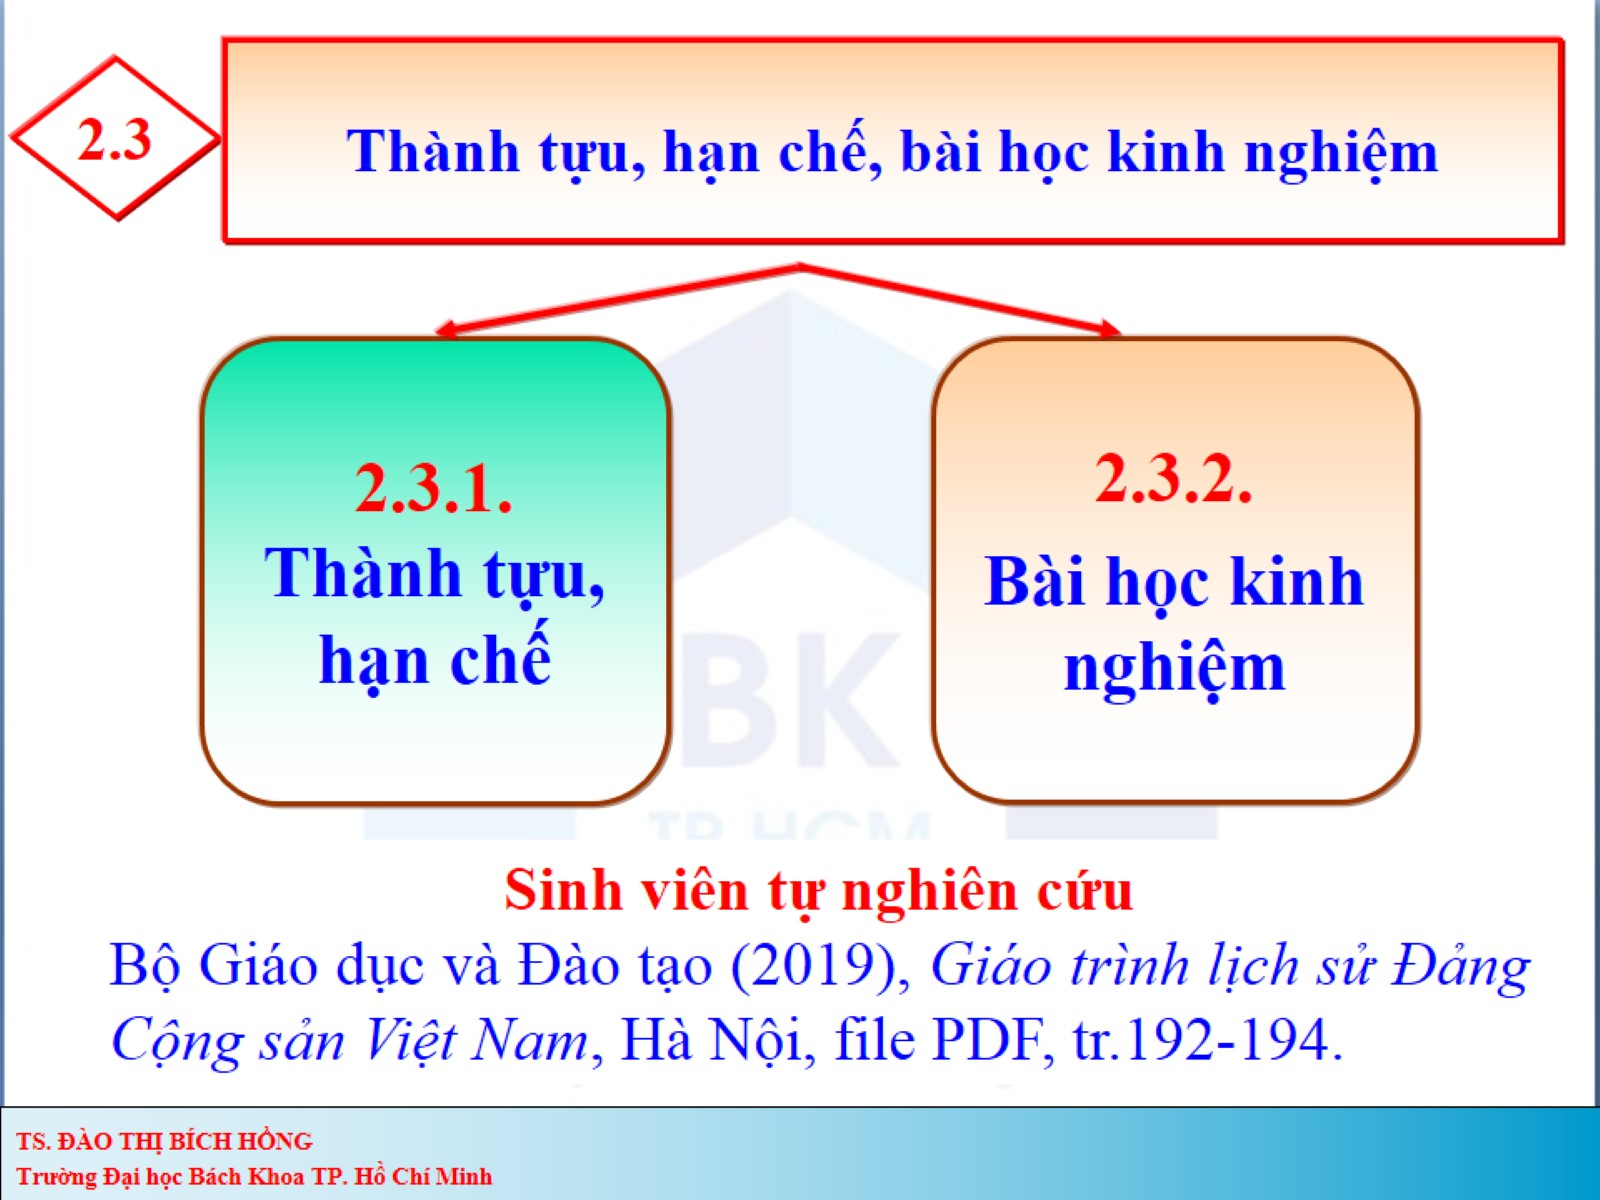 2.3
Thành tựu, hạn chế, bài học kinh nghiệm
2.3.1.
Thành tựu,
hạn chế
2.3.2.
Bài học kinh
nghiệm
BK
TP.HCM
Sinh viên tự nghiên cứu
Bộ Giáo dục và Đào tạo (2019), Giáo trình lịch sử Đảng
Cộng sản Việt Nam, Hà Nội, file PDF, tr.192-194.
TS. ĐÀO THỊ BÍCH HỒNG
Trường Đại học Bách Khoa TP. Hồ Chí Minh